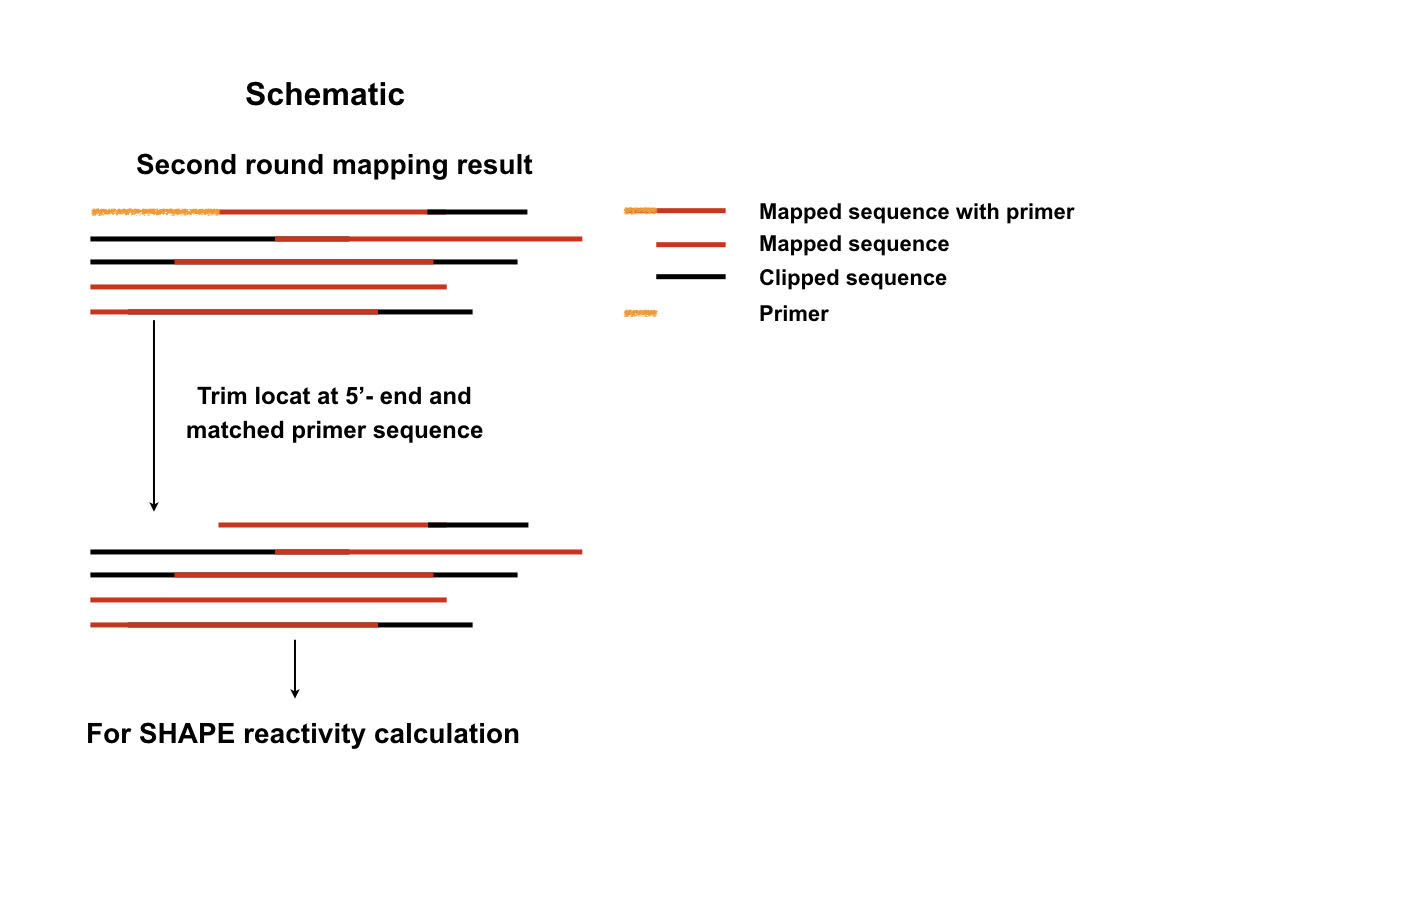 Schematic
Second round mapping result
Mapped sequence with primer
Mapped sequence
Clipped sequence
Primer
Trim locat at 5’- end and
matched primer sequence
For SHAPE reactivity calculation